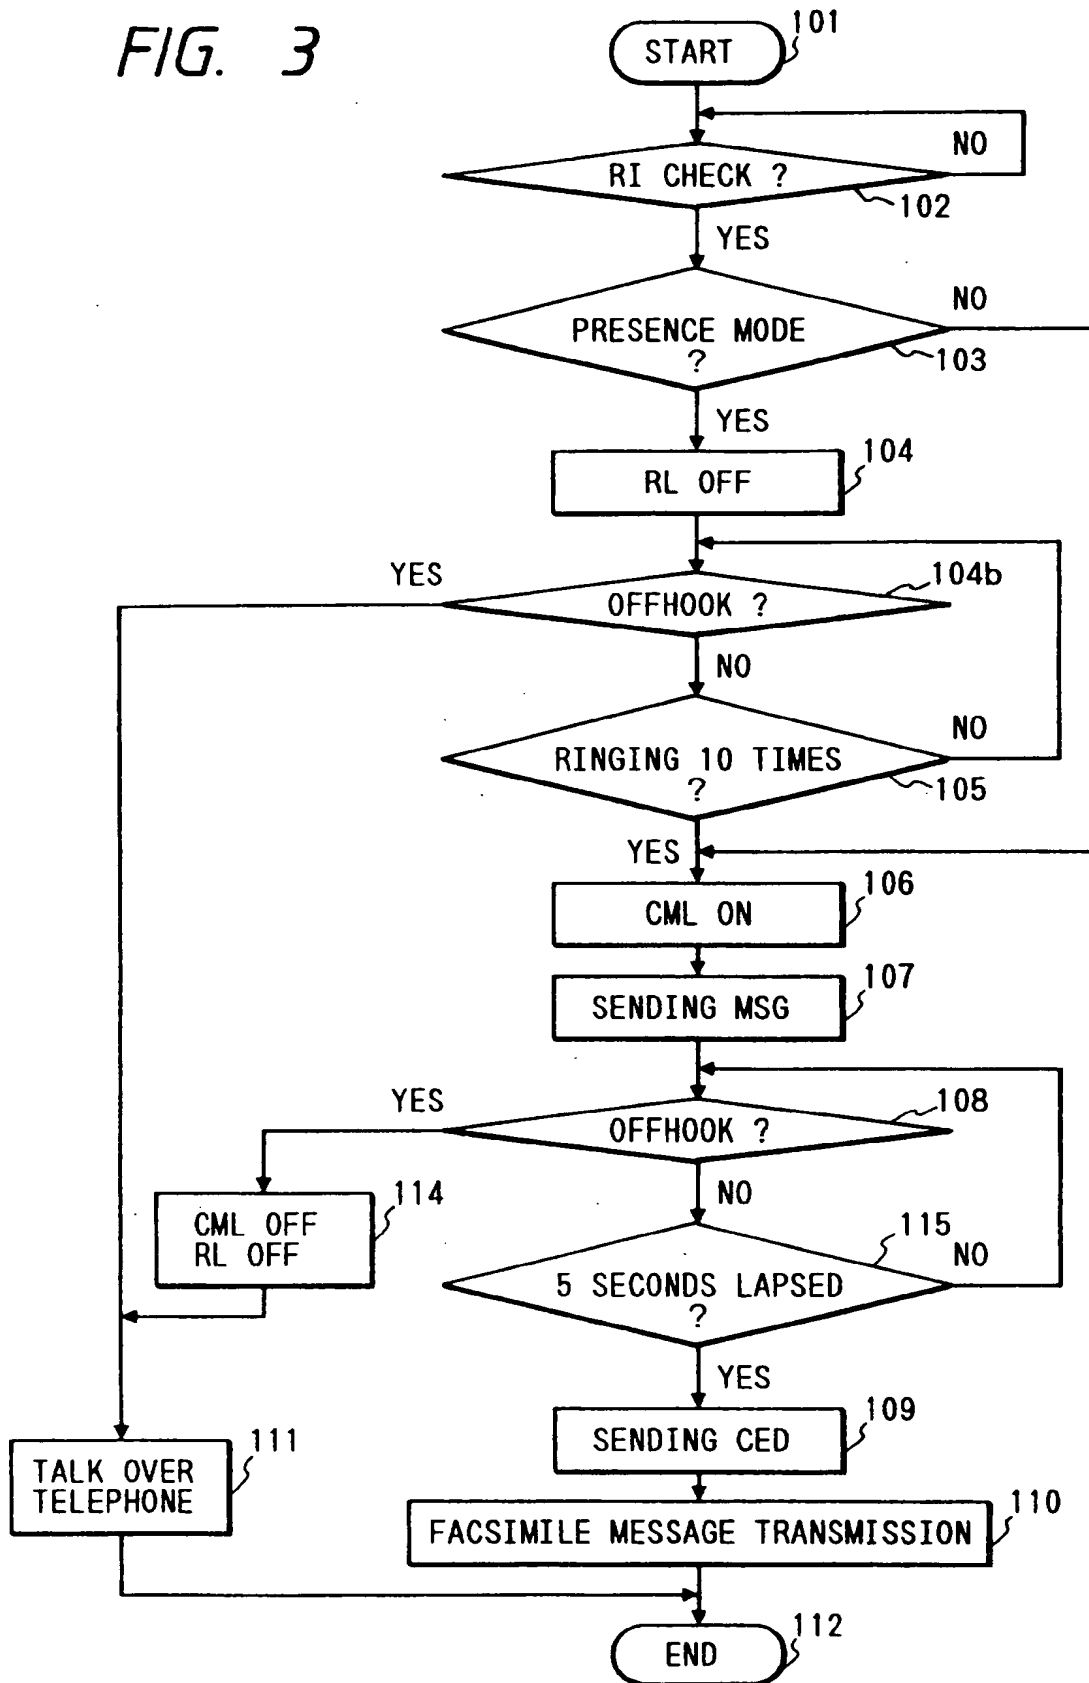 FIG. 3
101
START
NO
RI CHECK ?
102
YES
NO
PRESENCE MODE
?
103
YES
104
RL OFF
YES
104b
OFFHOOK ?
NO
NO
RINGING 10 TIMES
?
105
YES
106
CML ON
107
SENDING MSG
YES
108
OFFHOOK ?
114
NO
CML OFF
RL OFF
115
NO
5 SECONDS LAPSED
?
YES
109
SENDING CED
111
TALK OVER
TELEPHONE
110
FACSIMILE MESSAGE TRANSMISSION
112
END